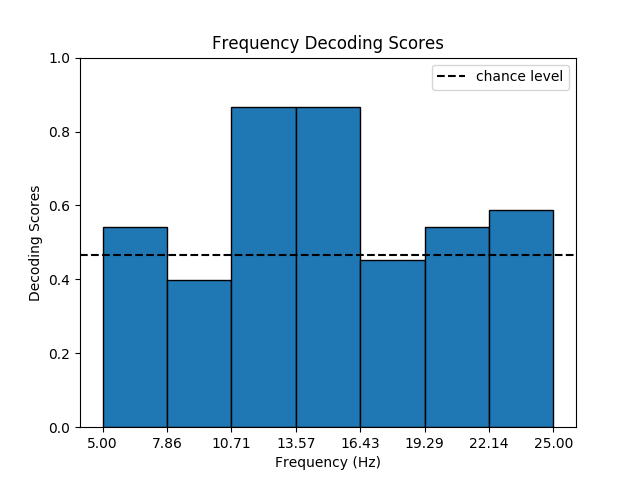 Frequency Decoding Scores
chance level
1.0
0.8
0.6
0.4
0.2
0.0
Decoding Scores
5.00 7.86 10.71 13.57 16.43 19.29 22.14 25.00
Frequency (Hz)